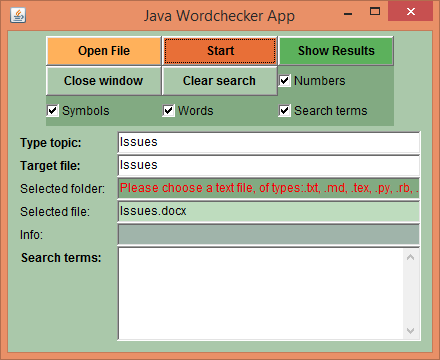 Java Wordchecker App
Open File Start Show Results
Close window Clear search Numbers
Symbols Words Search terms
Type topic: Issues
Target file: Issues
Selected folder: Please choose a text file, of types:.txt, .md, .tex, .py, .rb, .
Selected file: Issues.docx
Info:
Search terms: